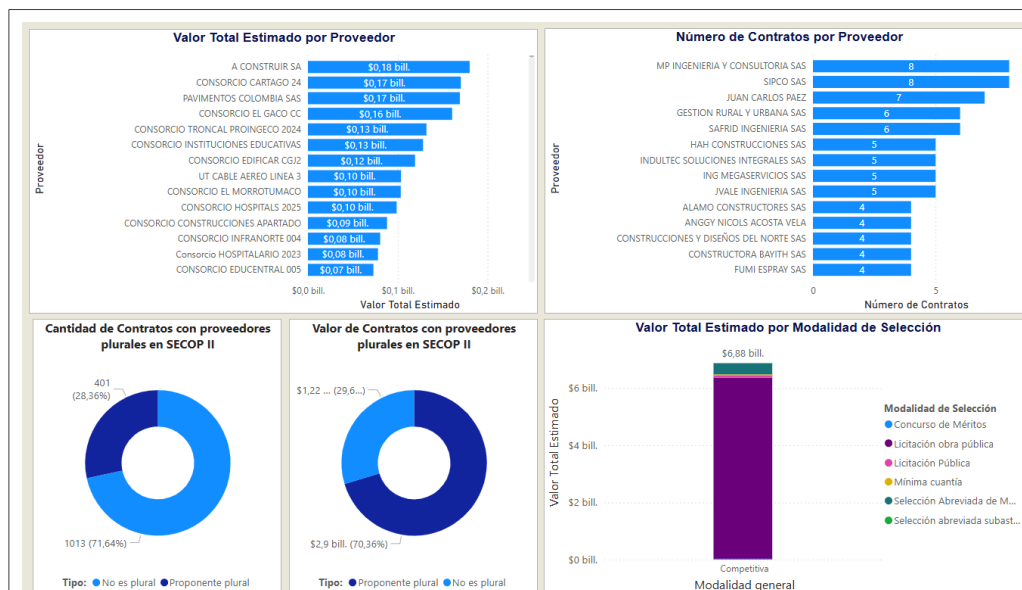 Valor Total Estimado por Proveedor
Proveedor
A CONSTRUIR SA $0,18 bill.
CONSORCIO CARTAGO 24 $0,17 bill.
PAVIMENTOS COLOMBIA SAS $0,17 bill.
CONSORCIO EL GACO CC $0,16 bill.
CONSORCIO TRONCAL PROINGECO 2024 $0,13 bill.
CONSORCIO INSTITUCIONES EDUCATIVAS $0,13 bill.
CONSORCIO EDIFICAR CGJ2 $0,12 bill.
UT CABLE AEREO LINEA 3 $0,10 bill.
CONSORCIO EL MORROTUMACO $0,10 bill.
CONSORCIO HOSPITALS 2025 $0,10 bill.
CONSORCIO CONSTRUCCIONES APARTADO $0,09 bill.
CONSORCIO INFRANORTE 004 $0,08 bill.
Consorcio HOSPITALARIO 2023 $0,08 bill.
CONSORCIO EDUCENTRAL 005 $0,07 bill.
$0,0 bill. $0,1 bill. $0,2 bill.
Valor Total Estimado
Número de Contratos por Proveedor
Proveedor
MP INGENIERIA Y CONSULTORIA SAS 8
SIPCO SAS 8
JUAN CARLOS PAEZ 7
GESTION RURAL Y URBANA SAS 6
SAFRID INGENIERIA SAS 6
HAH CONSTRUCCIONES SAS 5
INDULTEC SOLUCIONES INTEGRALES SAS 5
ING MEGASERVICIOS SAS 5
JVALE INGENIERIA SAS 5
ALAMO CONSTRUCTORES SAS 4
ANGGY NICOLS ACOSTA VELA 4
CONSTRUCCIONES Y DISEÑOS DEL NORTE SAS 4
CONSTRUCTORA BAYITH SAS 4
FUMI ESPRAY SAS 4
0 5
Número de Contratos
Cantidad de Contratos con proveedores
plurales en SECOP II
401
(28,36%)
1013 (71,64%)
Tipo: No es plural Proponente plural
Valor de Contratos con proveedores
plurales en SECOP II
$1,22 ... (29,6...)
$2,9 bill. (70,36%)
Tipo: Proponente plural No es plural
Valor Total Estimado por Modalidad de Selección
Valor Total Estimado
$6,88 bill.
$6 bill.
$4 bill.
$2 bill.
$0 bill.
Competitiva
Modalidad general
Modalidad de Selección
Concurso de Méritos
Licitación obra pública
Licitación Pública
Mínima cuantía
Selección Abreviada de M...
Selección abreviada subast...